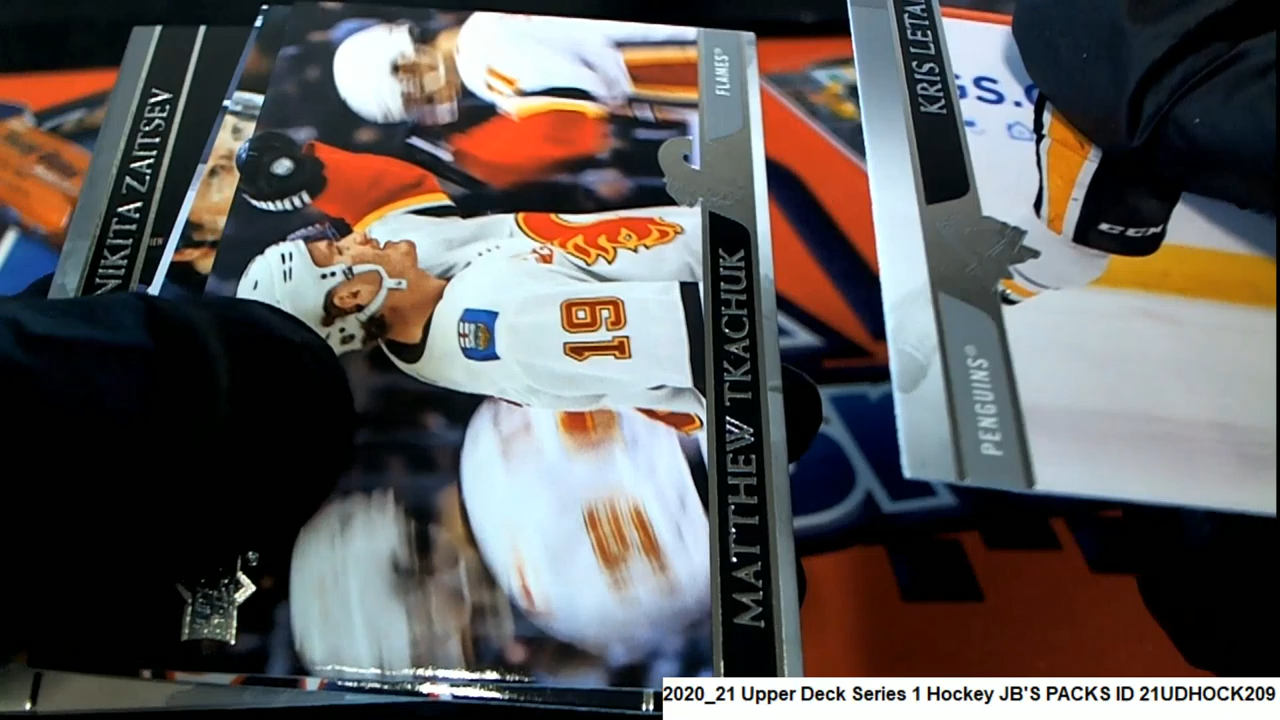 NIKITA ZAITSEV
FLAMES®
MATTHEW TKACHUK
19
KRIS LETA
PENGUINS®
GS.
CCM
2020_21 Upper Deck Series 1 Hockey JB'S PACKS ID 21UDHOCK209